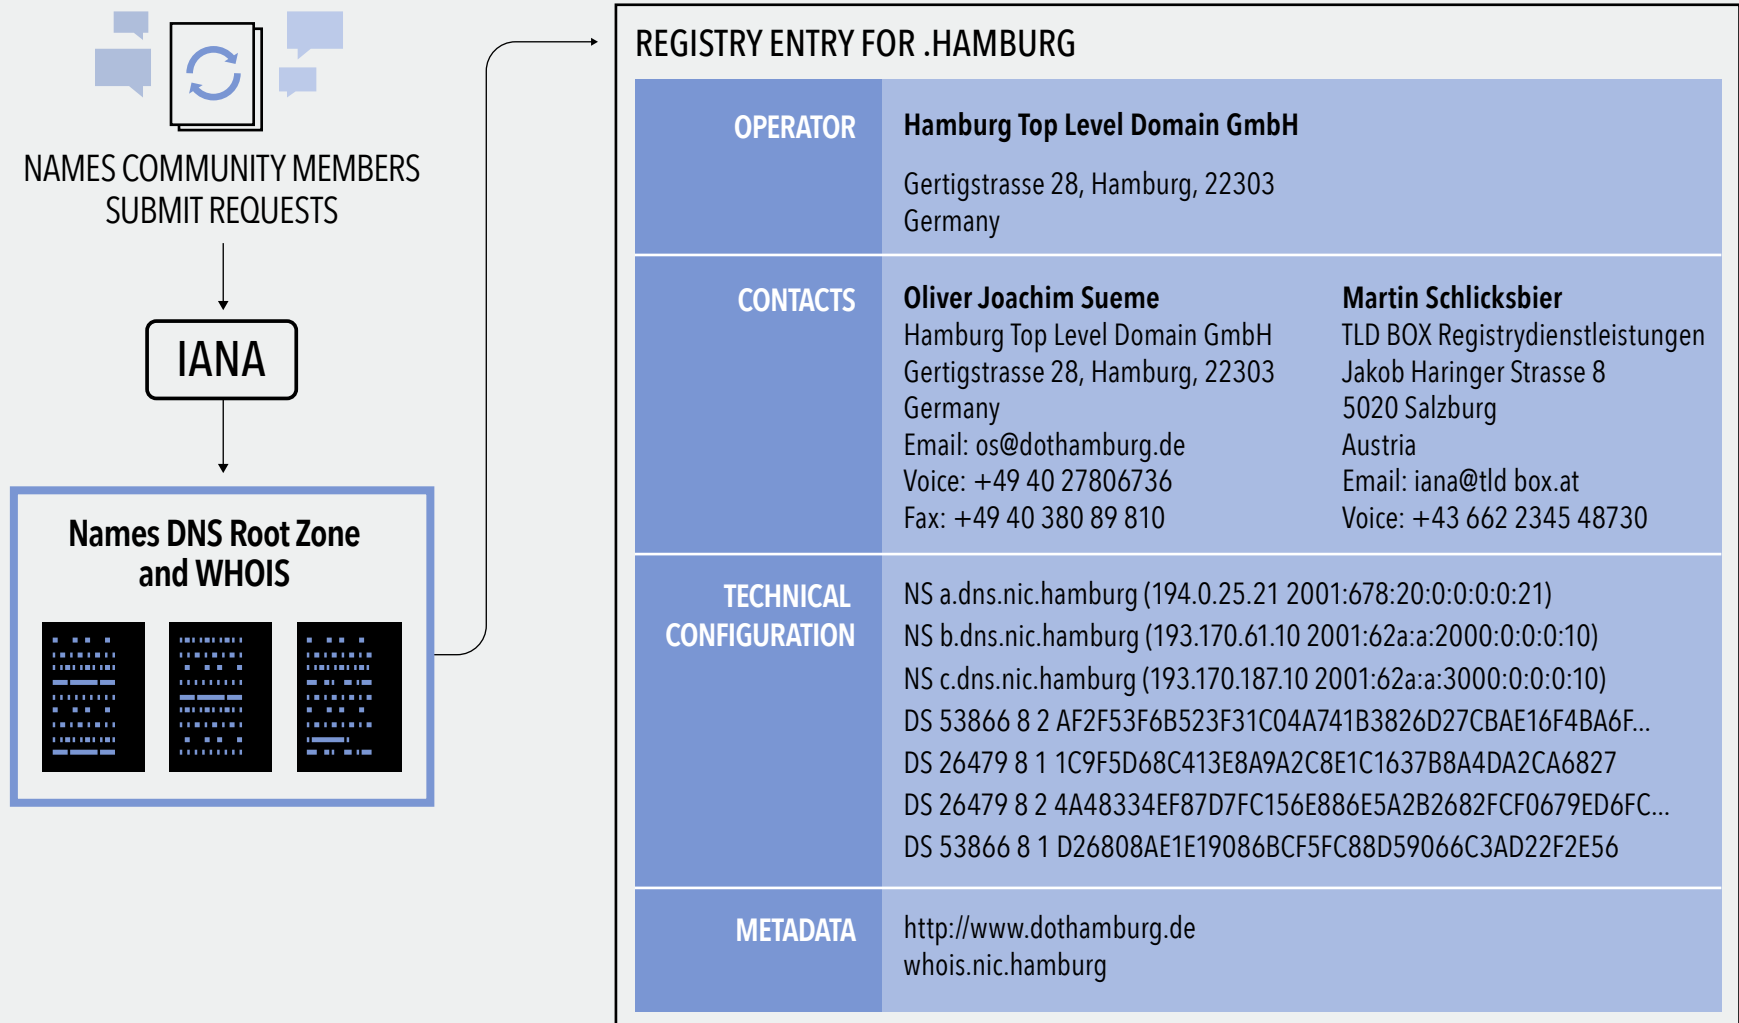 NAMES COMMUNITY MEMBERS
SUBMIT REQUESTS
IANA
Names DNS Root Zone
and WHOIS
REGISTRY ENTRY FOR .HAMBURG
OPERATOR
Hamburg Top Level Domain GmbH
Gertigstrasse 28, Hamburg, 22303
Germany
CONTACTS
Oliver Joachim Sueme
Hamburg Top Level Domain GmbH
Gertigstrasse 28, Hamburg, 22303
Germany
Email: os@dothamburg.de
Voice: +49 40 27806736
Fax: +49 40 380 89 810
Martin Schlicksbier
TLD BOX Registrydienstleistungen
Jakob Haringer Strasse 8
5020 Salzburg
Austria
Email: iana@tld box.at
Voice: +43 662 2345 48730
TECHNICAL
CONFIGURATION
NS a.dns.nic.hamburg (194.0.25.21 2001:678:20:0:0:0:0:21)
NS b.dns.nic.hamburg (193.170.61.10 2001:62a:a:2000:0:0:0:10)
NS c.dns.nic.hamburg (193.170.187.10 2001:62a:a:3000:0:0:0:10)
DS 53866 8 2 AF2F53F6B523F31C04A741B3826D27CBAE16F4BA6F...
DS 26479 8 1 1C9F5D68C413E8A9A2C8E1C1637B8A4DA2CA6827
DS 26479 8 2 4A48334EF87D7FC156E886E5A2B2682FCF0679ED6FC...
DS 53866 8 1 D26808AE1E19086BCF5FC88D59066C3AD22F2E56
METADATA
http://www.dothamburg.de
whois.nic.hamburg